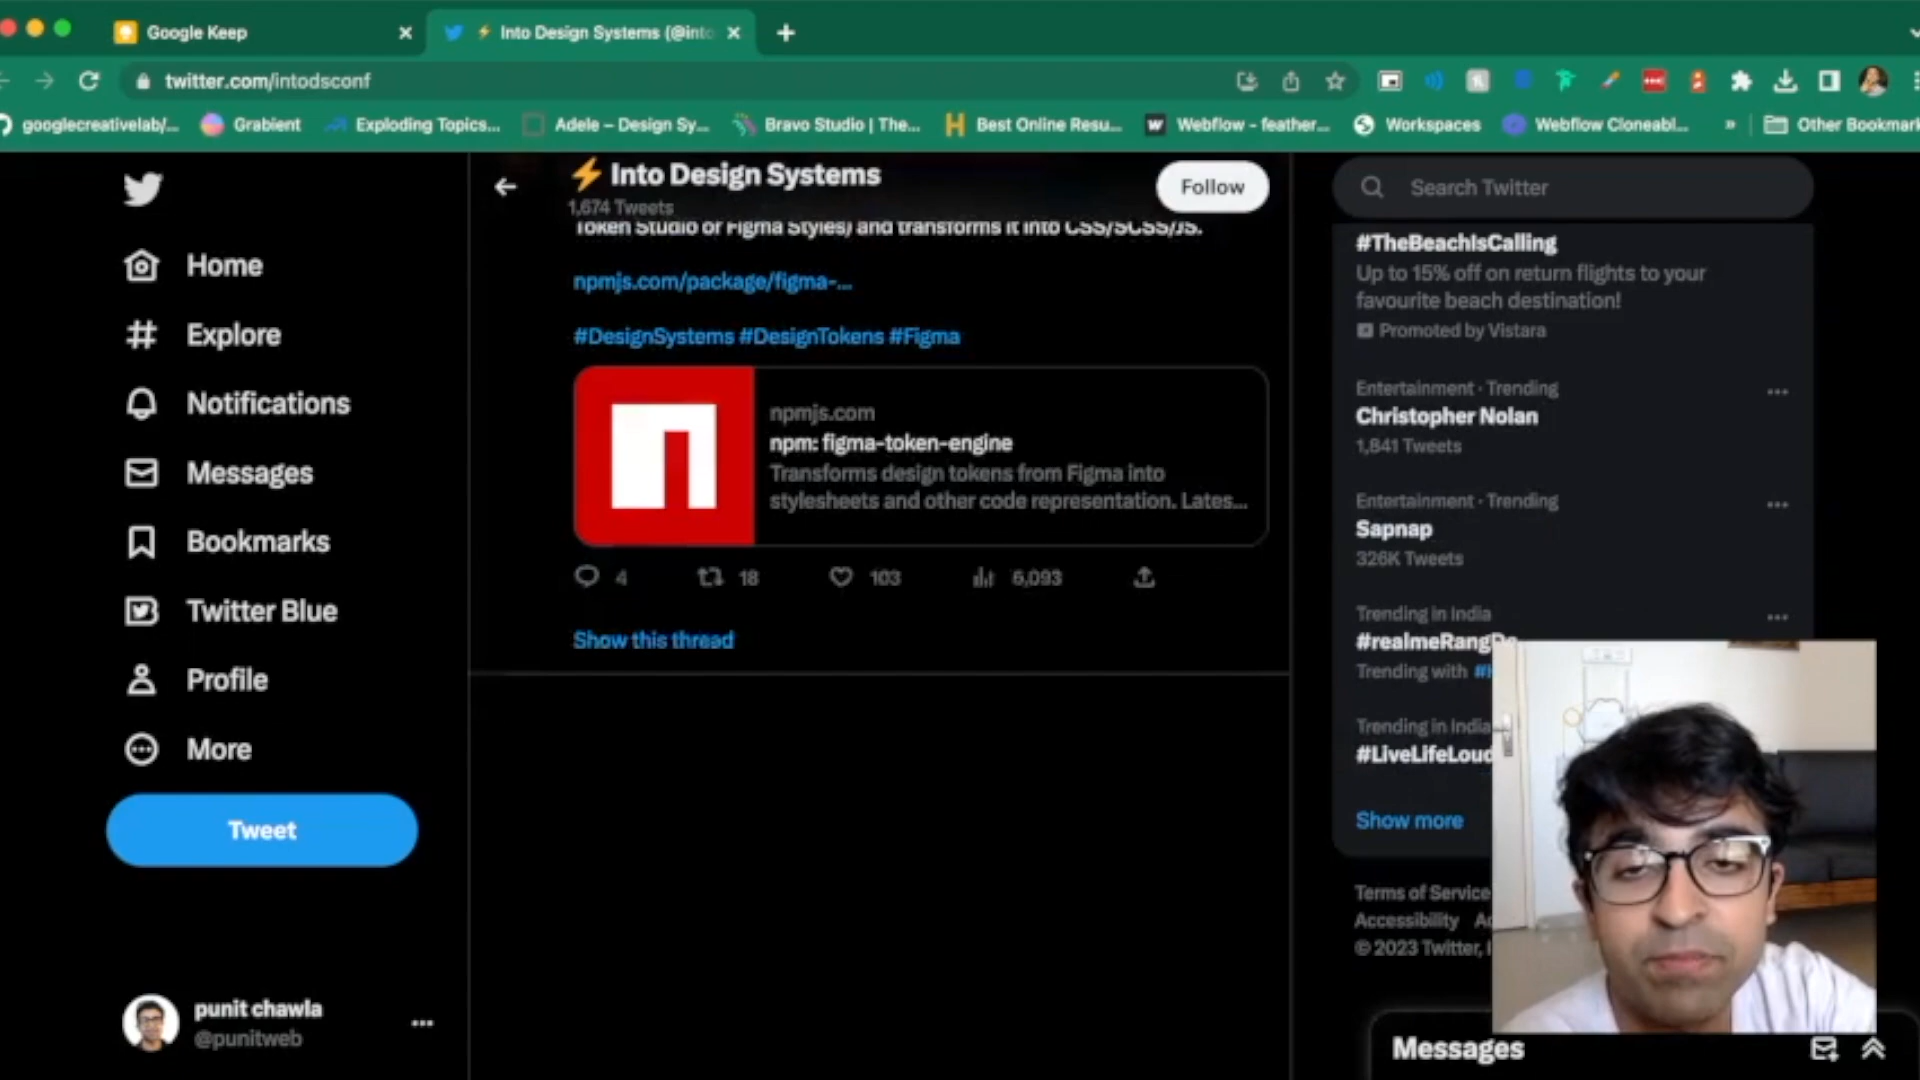 Google Keep
⚡ Into Design Systems (@into
twitter.com/intodsconf
googlecreativelab/...
Grabient
Exploding Topics...
Adele – Design Sy...
Bravo Studio | The...
Best Online Resu...
Webflow - feather...
Workspaces
Webflow Cloneabl...
»
Other Bookmark
Home
Explore
Notifications
Messages
Bookmarks
Twitter Blue
Profile
More
Tweet
punit chawla
@punitweb
⚡ Into Design Systems
1,674 Tweets
Follow
Token Studio or Figma Styles) and transforms it into CSS/SCSS/JS.
npmjs.com/package/figma-...
#DesignSystems #DesignTokens #Figma
npmjs.com
npm: figma-token-engine
Transforms design tokens from Figma into
stylesheets and other code representation. Lates...
4
18
103
6,093
Show this thread
Search Twitter
#TheBeachIsCalling
Up to 15% off on return flights to your
favourite beach destination!
Promoted by Vistara
Entertainment · Trending
Christopher Nolan
1,841 Tweets
Entertainment · Trending
Sapnap
326K Tweets
Trending in India
#realmeRangDe
Trending with
Trending in India
#LiveLifeLoud
Show more
Terms of Service
Accessibility
© 2023 Twitter,
Messages